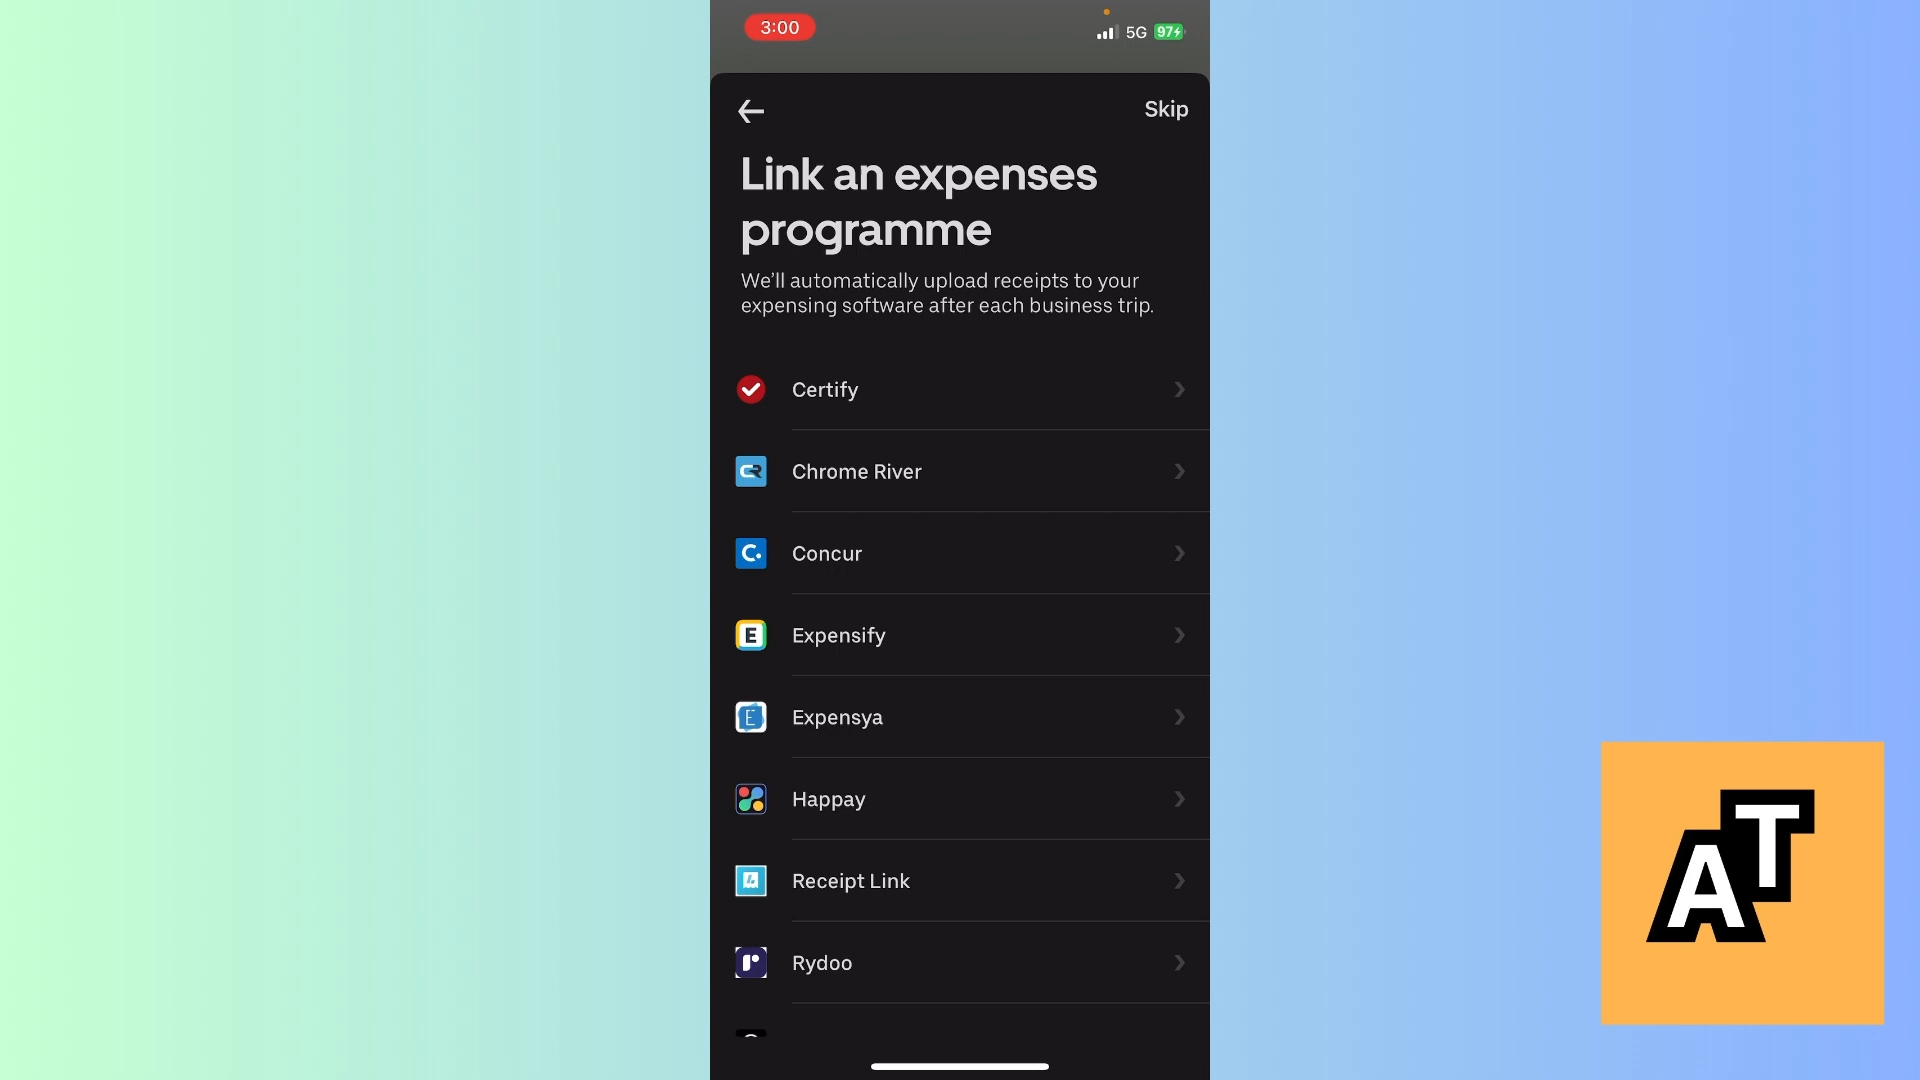 3:00
5G 97
Skip
Link an expenses
programme
We'll automatically upload receipts to your
expensing software after each business trip.
Certify
CR Chrome River
C. Concur
E Expensify
E Expensya
Happay
Receipt Link
r Rydoo
AT